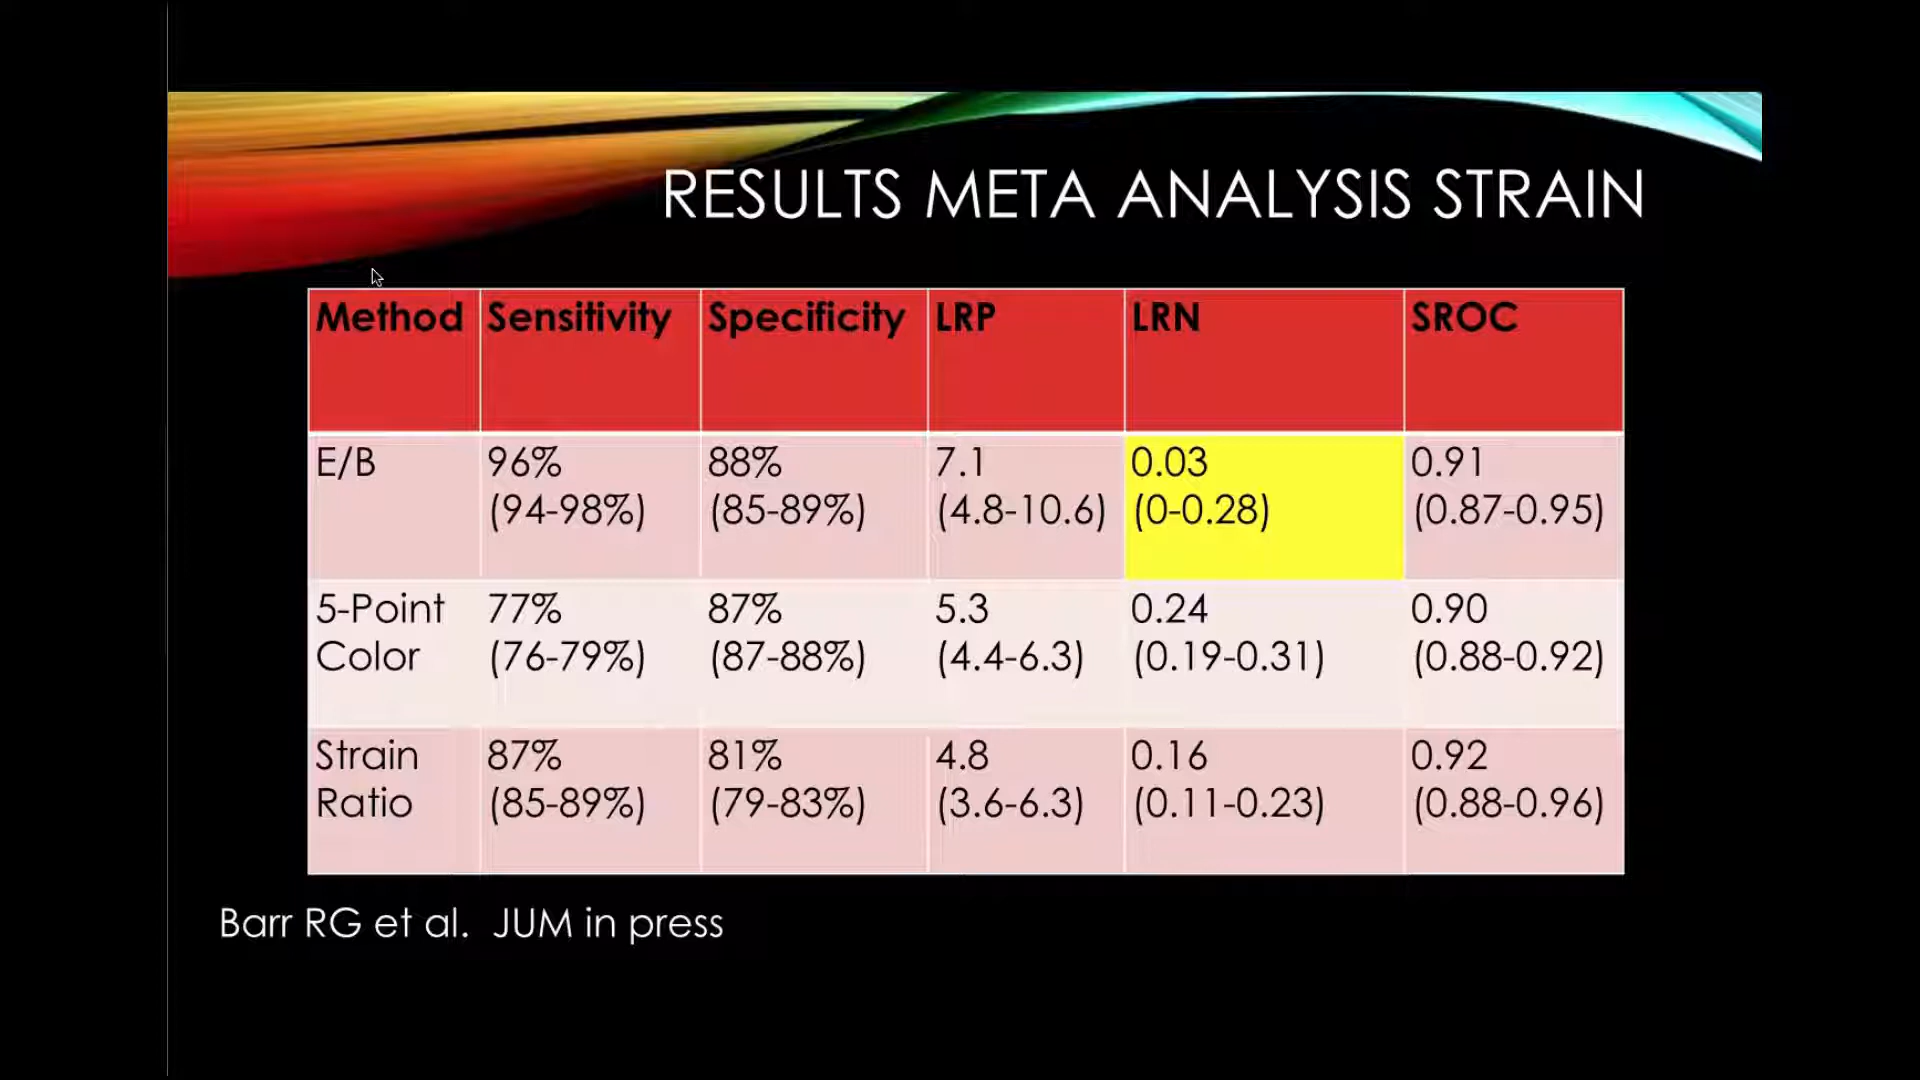 RESULTS META ANALYSIS STRAIN
Method Sensitivity Specificity LRP LRN SROC
E/B 96% 88% 7.1 0.03 0.91
(94-98%) (85-89%) (4.8-10.6) (0-0.28) (0.87-0.95)
5-Point 77% 87% 5.3 0.24 0.90
Color (76-79%) (87-88%) (4.4-6.3) (0.19-0.31) (0.88-0.92)
Strain 87% 81% 4.8 0.16 0.92
Ratio (85-89%) (79-83%) (3.6-6.3) (0.11-0.23) (0.88-0.96)
Barr RG et al. JUM in press